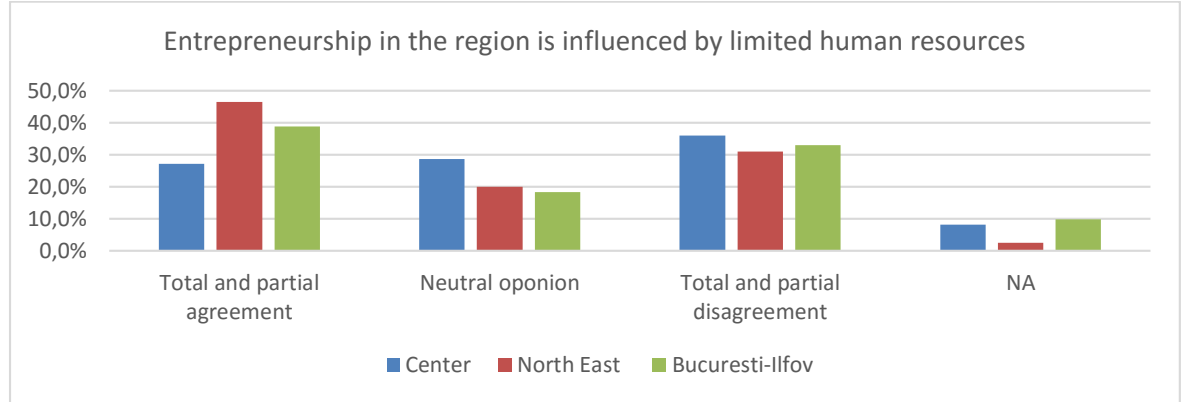 Entrepreneurship in the region is influenced by limited human resources
50,0%
40,0%
30,0%
20,0%
10,0%
0,0%
Total and partial
agreement
Neutral oponion
Total and partial
disagreement
NA
Center
North East
Bucuresti-Ilfov